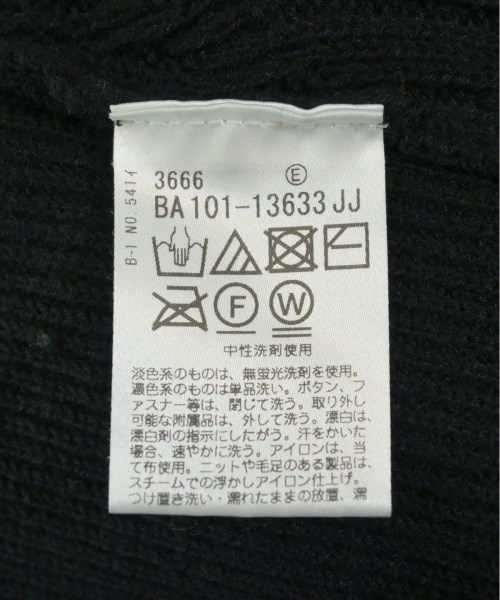 3666 Ⓔ
BA101-13633JJ
B-1 NO.541イ
F W
中性洗剤使用
淡色系のものは、無蛍光洗剤を使用。
濃色系のものは単品洗い。ボタン、フ
ァスナー等は、閉じて洗う。取り外し
可能な附属品は、外して洗う。漂白は、
漂白剤の指示にしたがう。汗をかいた
場合、速やかに洗う。アイロンは、当
て布使用。ニットや毛足のある製品は、
スチームでの浮かしアイロン仕上げ。
つけ置き洗い・濡れたままの放置、濡